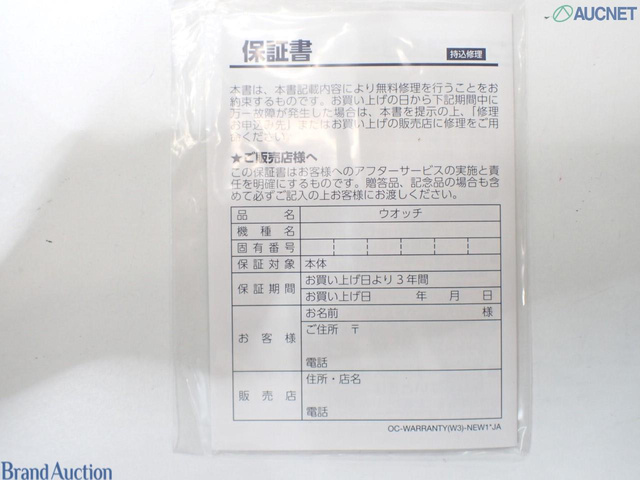 AUCNET
保証書
持込修理
本書は、本書記載内容により無料修理を行うことをお
約束するものです。お買い上げの日から下記期間中に
万一故障が発生した場合は、本書を提示の上、「修理
お申込み先」またはお買い上げの販売店に修理をご用
ください。
★ご販売店様へ
この保証書はお客様へのアフターサービスの実施と責
任を明確にするものです。贈答品、記念品の場合も含
めて必ずご記入の上お客様にお渡しください。
品名 ウオッチ
機種名
固有番号
保証対象 本体
保証期間 お買い上げ日より3年間
お買い上げ日 年 月 日
お客様 お名前 様
ご住所 〒
電話
販売店 住所・店名
電話
OC-WARRANTY(W3)-NEW1*JA
Brand Auction